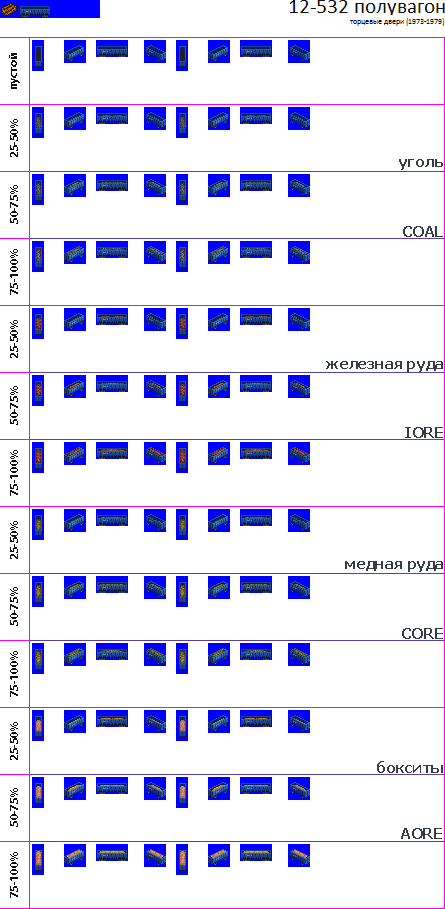 12-532 полувагон
торцевые двери (1973-1979)
пустой
25-50%
уголь
50-75%
COAL
75-100%
25-50%
железная руда
50-75%
IORE
75-100%
25-50%
медная руда
50-75%
CORE
75-100%
25-50%
бокситы
50-75%
AORE
75-100%